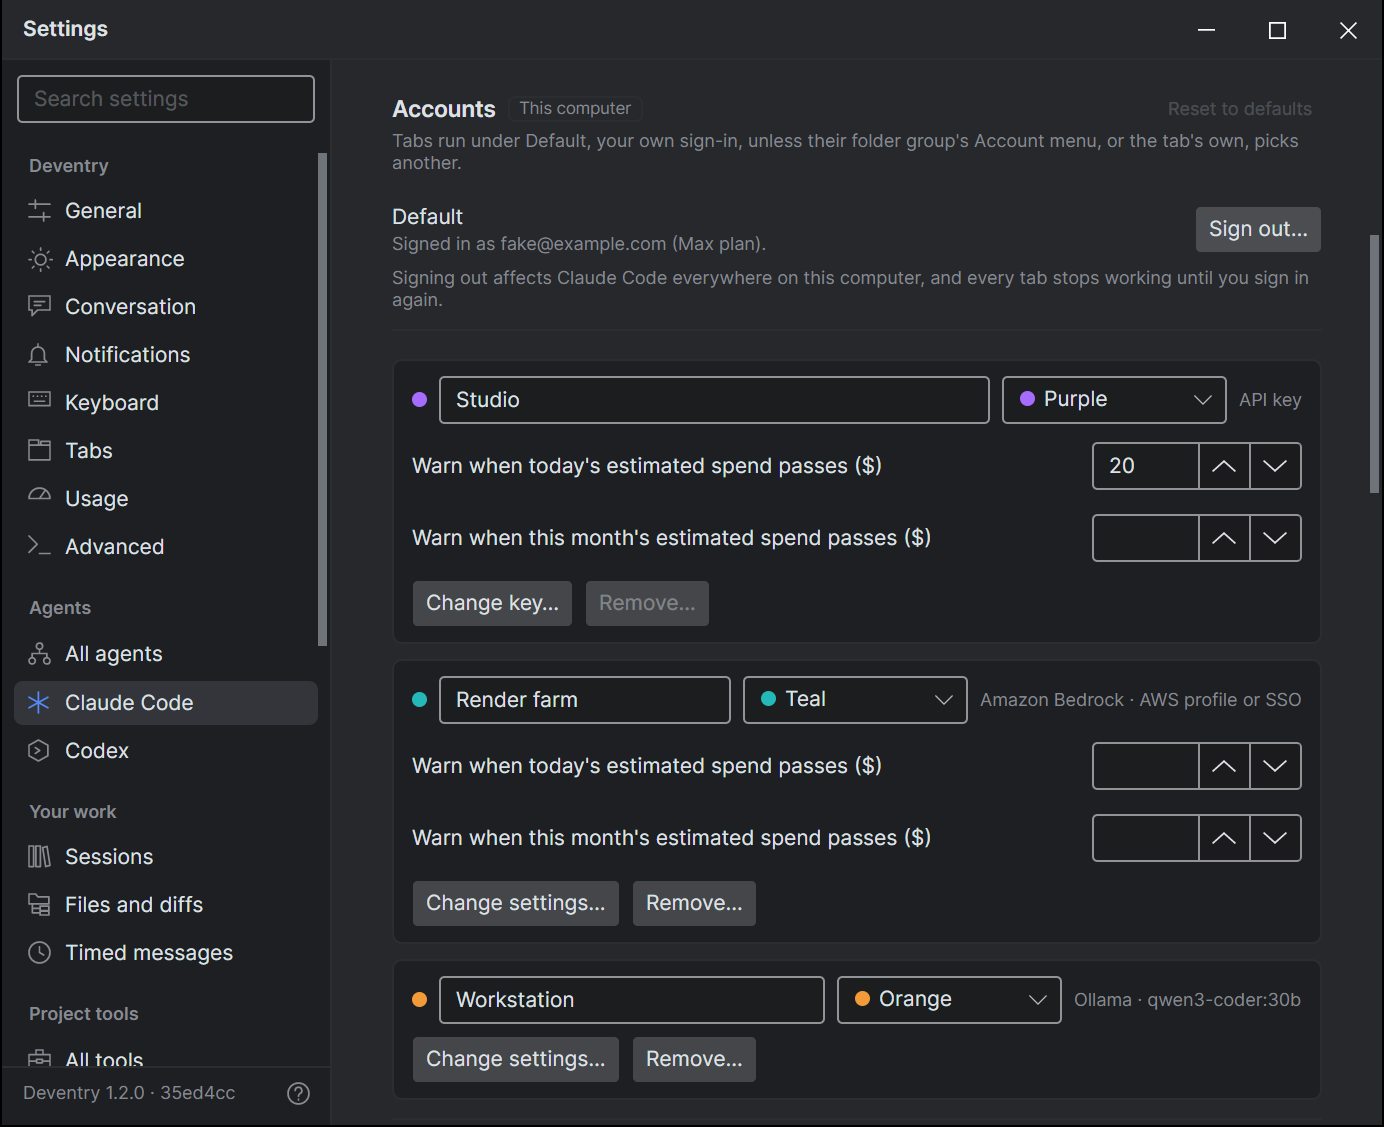 Settings
Search settings
Deventry
General
Appearance
Conversation
Notifications
Keyboard
Tabs
Usage
Advanced
Agents
All agents
Claude Code
Codex
Your work
Sessions
Files and diffs
Timed messages
Project tools
All tools
Deventry 1.2.0 · 35ed4cc
Accounts
This computer
Reset to defaults
Tabs run under Default, your own sign-in, unless their folder group's Account menu, or the tab's own, picks
another.
Default
Signed in as fake@example.com (Max plan).
Sign out...
Signing out affects Claude Code everywhere on this computer, and every tab stops working until you sign in
again.
Studio
Purple
API key
Warn when today's estimated spend passes ($)
20
Warn when this month's estimated spend passes ($)
Change key...
Remove...
Render farm
Teal
Amazon Bedrock · AWS profile or SSO
Warn when today's estimated spend passes ($)
Warn when this month's estimated spend passes ($)
Change settings...
Remove...
Workstation
Orange
Ollama · qwen3-coder:30b
Change settings...
Remove...